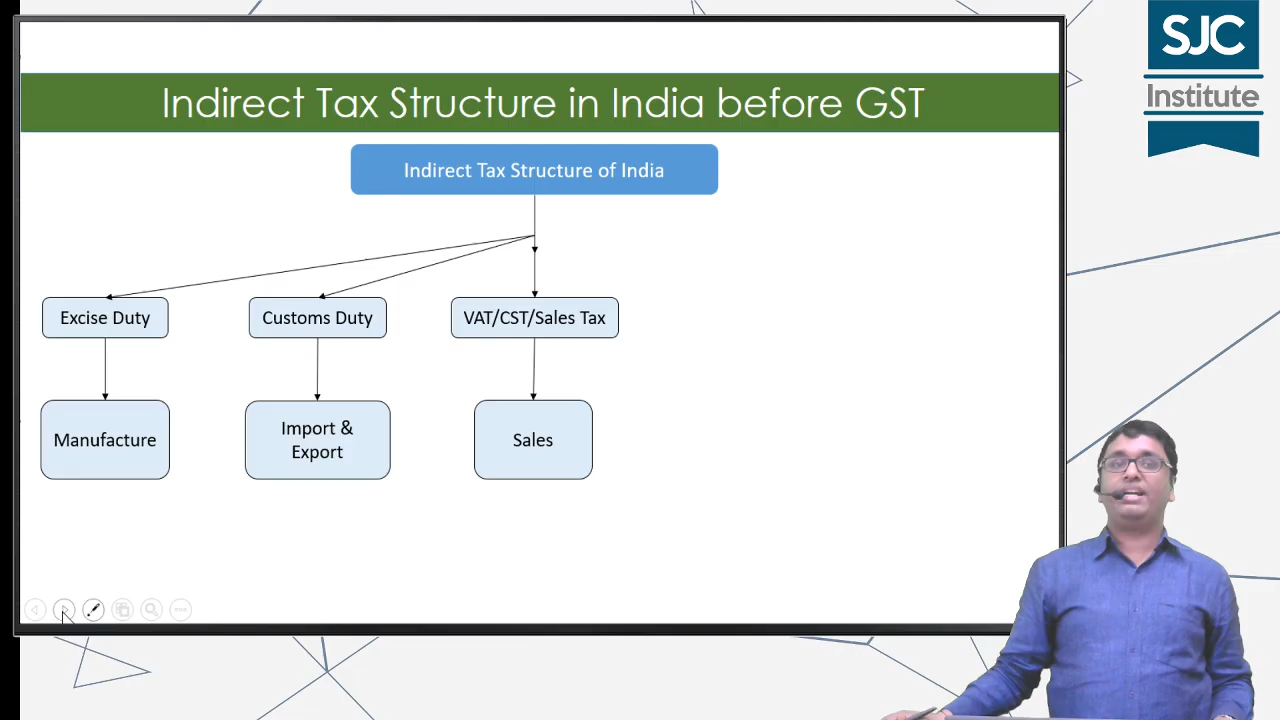 SJC
Institute
Indirect Tax Structure in India before GST
Indirect Tax Structure of India
Excise Duty
Customs Duty
VAT/CST/Sales Tax
Manufacture
Import &
Export
Sales